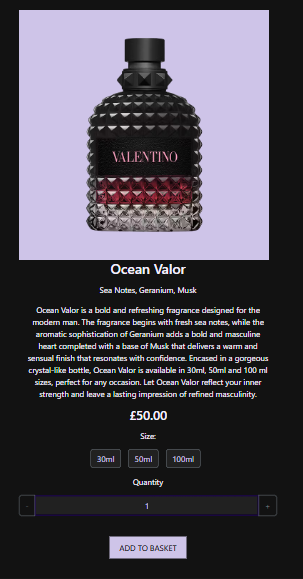 VALENTINO
Ocean Valor
Sea Notes, Geranium, Musk
Ocean Valor is a bold and refreshing fragrance designed for the
modern man. The fragrance begins with fresh sea notes, while the
aromatic sophistication of Geranium adds a bold and masculine
heart completed with a base of Musk that delivers a warm and
sensual finish that resonates with confidence. Encased in a gorgeous
crystal-like bottle, Ocean Valor is available in 30ml, 50ml and 100 ml
sizes, perfect for any occasion. Let Ocean Valor reflect your inner
strength and leave a lasting impression of refined masculinity.
£50.00
Size:
30ml 50ml 100ml
Quantity
- 1 +
ADD TO BASKET